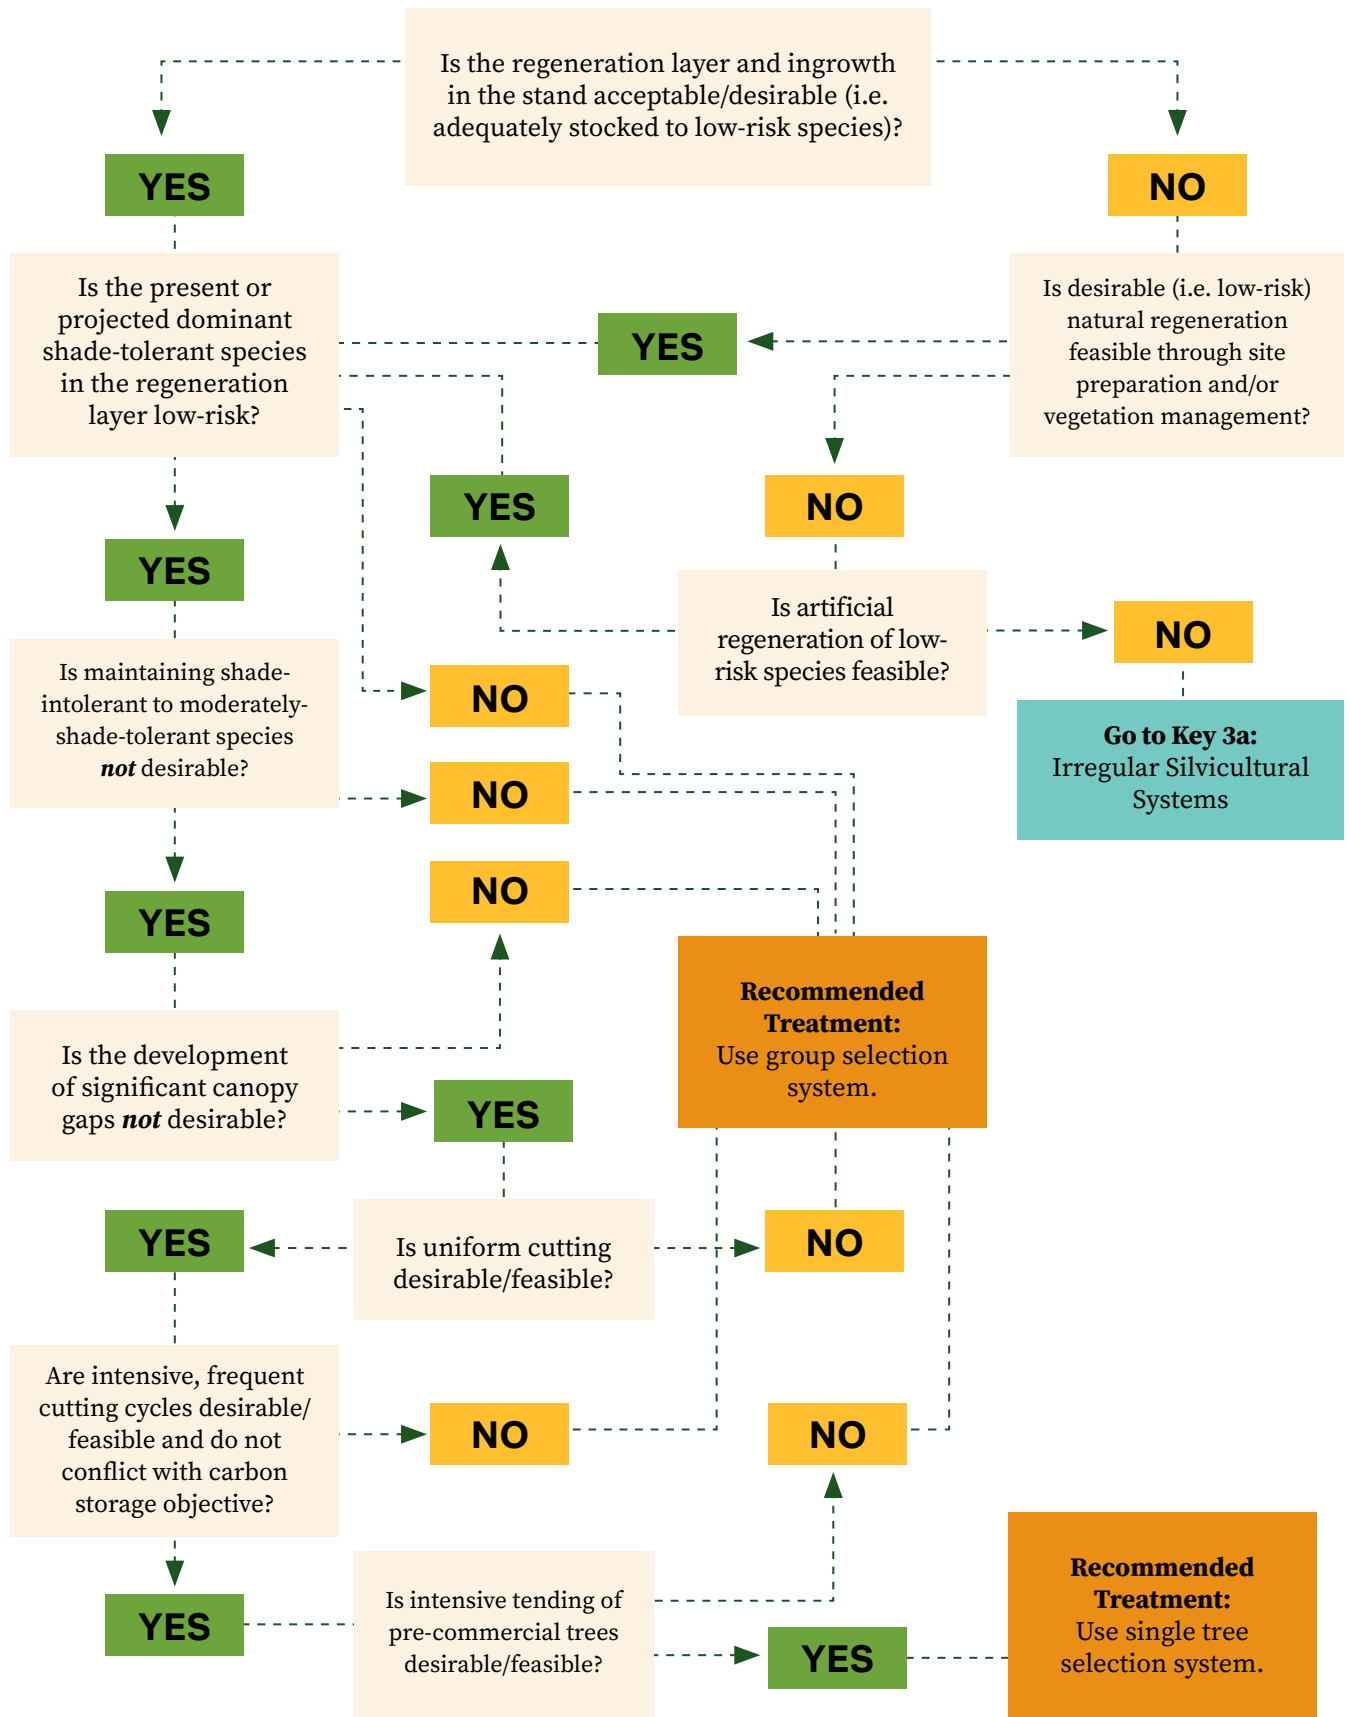 Is the regeneration layer and ingrowth
in the stand acceptable/desirable (i.e.
adequately stocked to low-risk species)?
YES
NO
Is the present or
projected dominant
shade-tolerant species
in the regeneration
layer low-risk?
YES
Is desirable (i.e. low-risk)
natural regeneration
feasible through site
preparation and/or
vegetation management?
YES
NO
YES
Is artificial
regeneration of low-
risk species feasible?
NO
Is maintaining shade-
intolerant to moderately-
shade-tolerant species
not desirable?
NO
Go to Key 3a:
Irregular Silvicultural
Systems
NO
NO
YES
Recommended
Treatment:
Use group selection
system.
Is the development
of significant canopy
gaps not desirable?
YES
YES
Is uniform cutting
desirable/feasible?
NO
Are intensive, frequent
cutting cycles desirable/
feasible and do not
conflict with carbon
storage objective?
NO
NO
YES
Is intensive tending of
pre-commercial trees
desirable/feasible?
YES
Recommended
Treatment:
Use single tree
selection system.